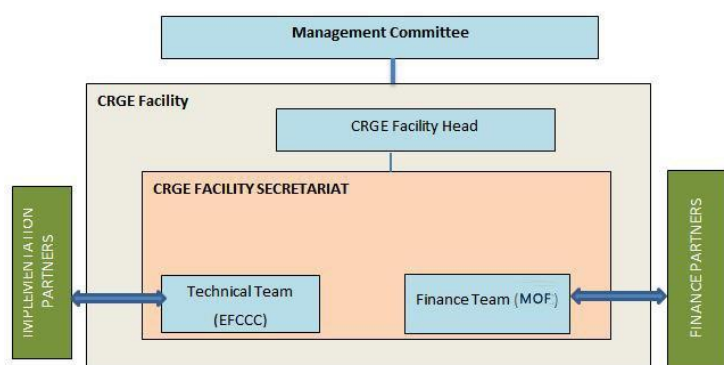 Management Committee
CRGE Facility
CRGE Facility Head
CRGE FACILITY SECRETARIAT
IMPLEMENTATION
PARTNERS
Technical Team
(EFCCC)
Finance Team (MOF)
FINANCE PARTNERS